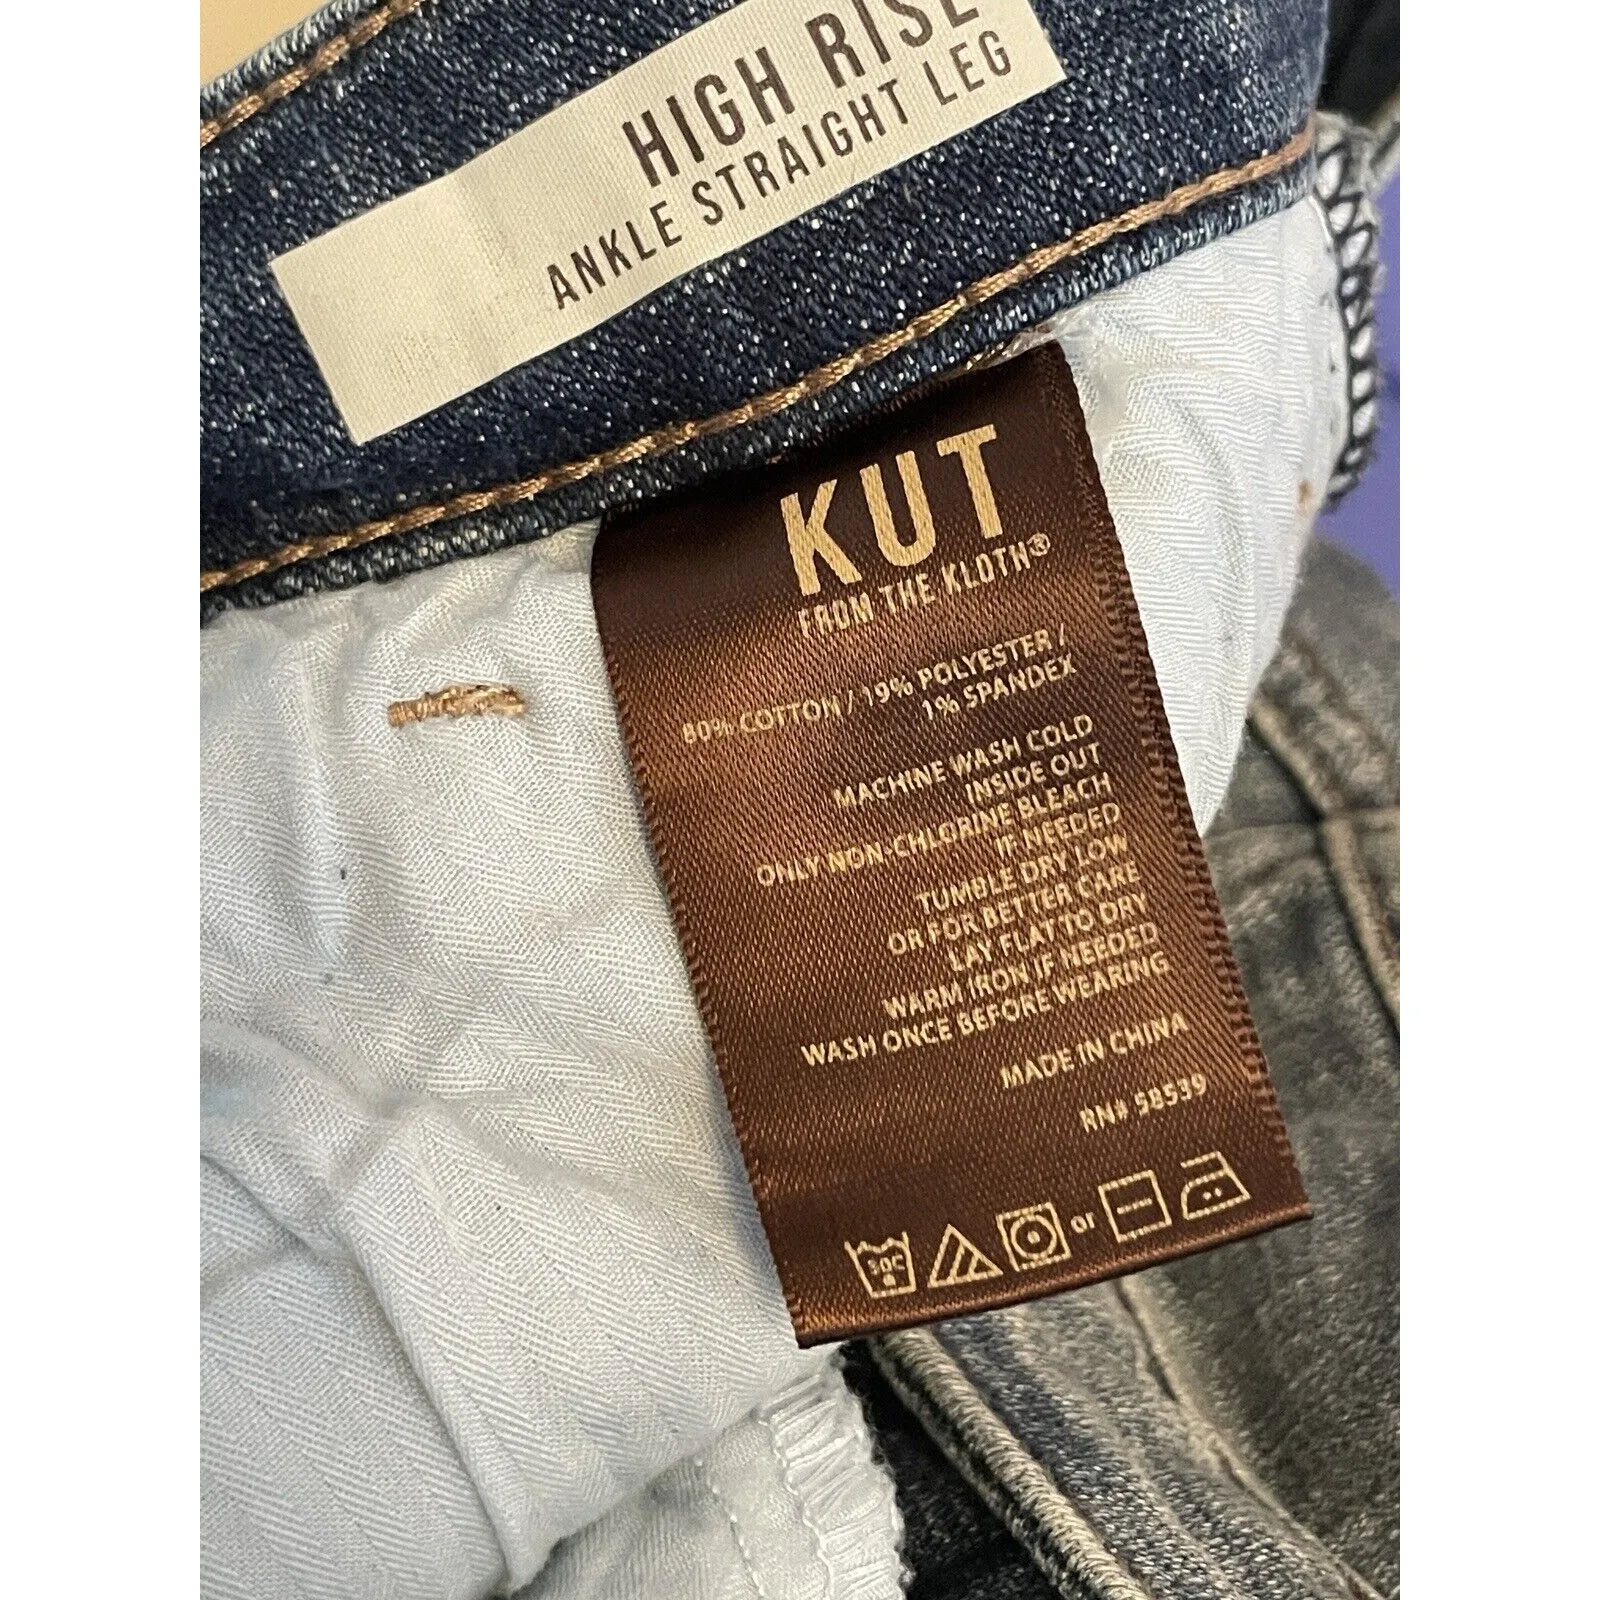 HIGH RISE
ANKLE STRAIGHT LEG
KUT
FROM THE KLOTH®
80% COTTON / 19% POLYESTER /
1% SPANDEX
MACHINE WASH COLD
INSIDE OUT
ONLY NON-CHLORINE BLEACH
IF NEEDED
TUMBLE DRY LOW
OR FOR BETTER CARE
LAY FLAT TO DRY
WARM IRON IF NEEDED
WASH ONCE BEFORE WEARING
MADE IN CHINA
RN# 98539
30C or